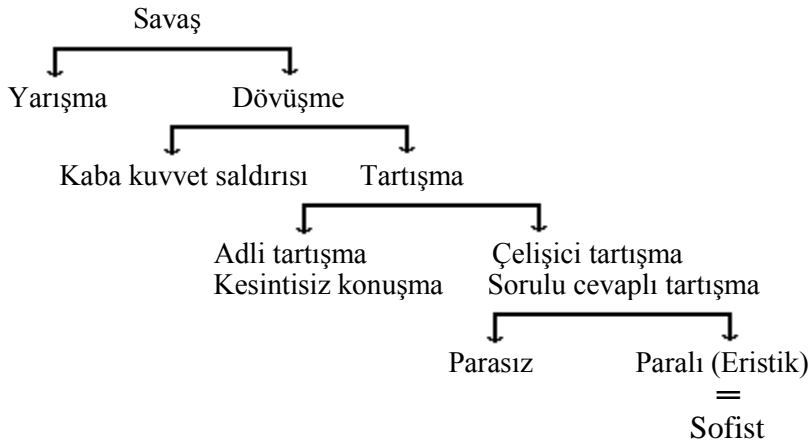 Savaş
Yarışma Dövüşme
Kaba kuvvet saldırısı Tartışma
Adli tartışma Çelişici tartışma
Kesintisiz konuşma Sorulu cevaplı tartışma
Parasız Paralı (Eristik)
=
Sofist